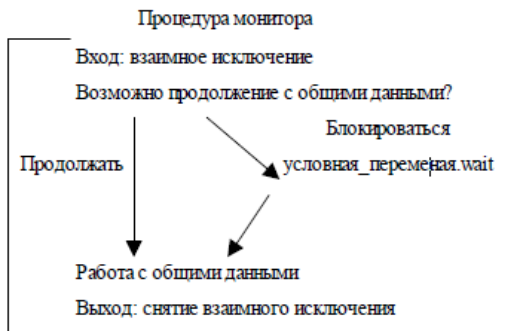 Процедура монитора
Вход: взаимное исключение
Возможно продолжение с общими данными?
Блокироваться
Продолжать
условная_переменая.wait
Работа с общими данными
Выход: снятие взаимного исключения